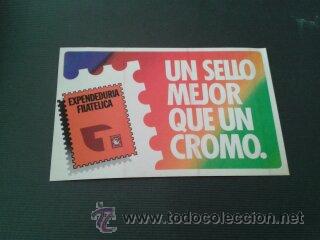 EXPENDEDURIA
FILATELICA
UN SELLO
MEJOR
QUE UN
CROMO.
www.todocoleccion.net